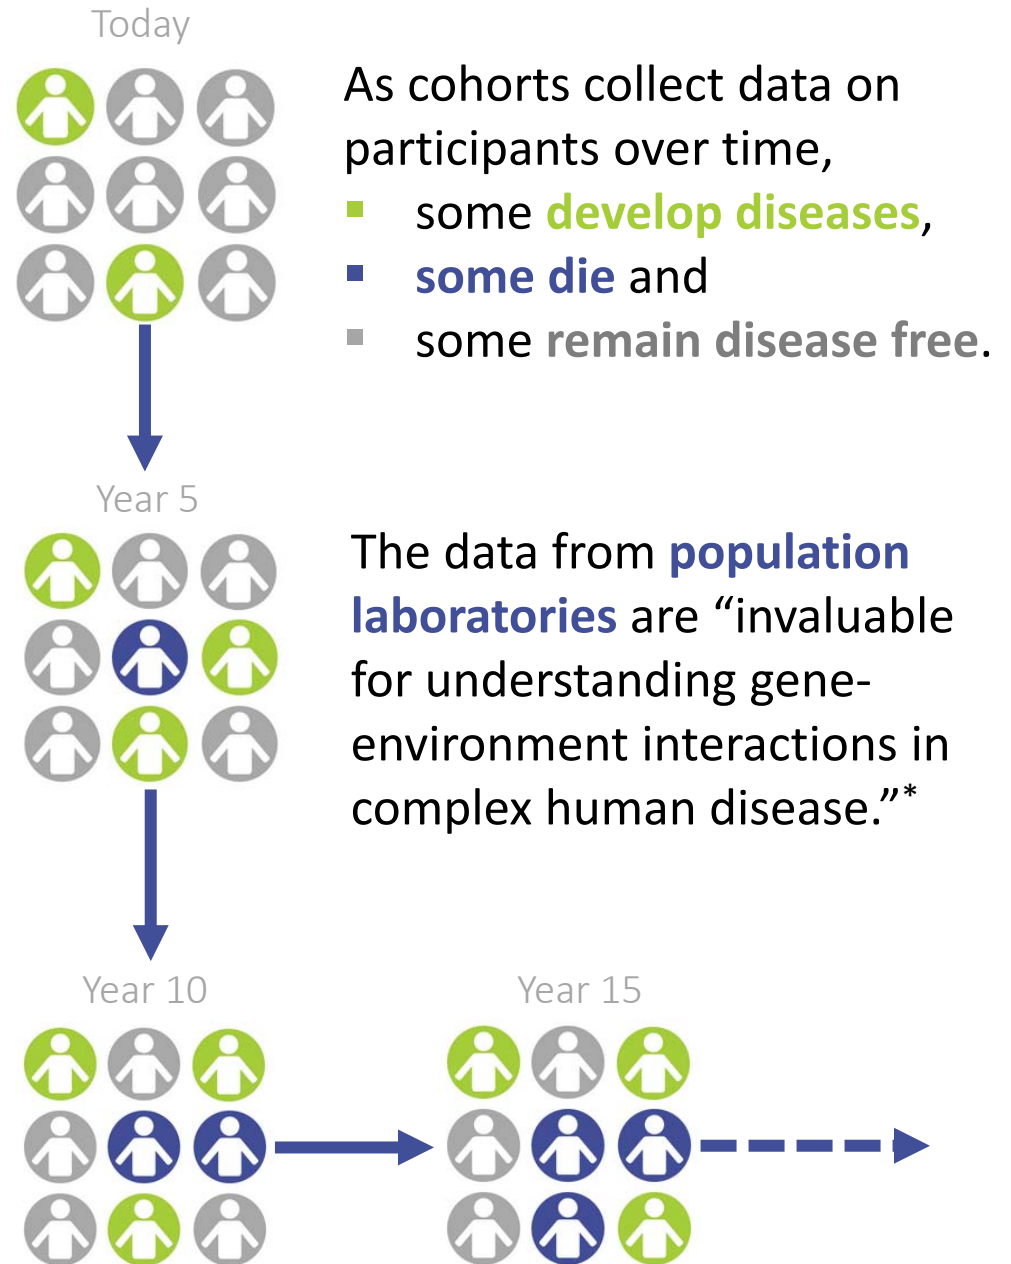 Today
As cohorts collect data on
participants over time,
▪ some develop diseases,
▪ some die and
▪ some remain disease free.
Year 5
The data from population
laboratories are “invaluable
for understanding gene-
environment interactions in
complex human disease.”*
Year 10
Year 15